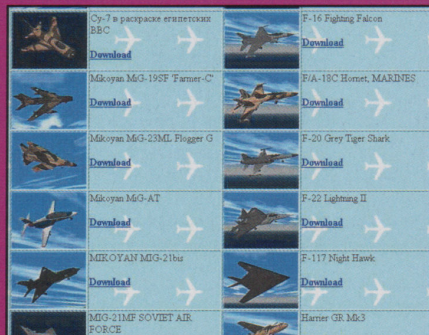 Су-7 в раскраске египетских
ВВС
Download
F-16 Fighting Falcon
Download
Mikoyan MiG-19SF 'Farmer-C'
Download
F/A-18C Hornet, MARINES
Download
Mikoyan MiG-23ML Flogger G
Download
F-20 Grey Tiger Shark
Download
Mikoyan MiG-AT
Download
F-22 Lightning II
Download
MIKOYAN MIG-21bis
Download
F-117 Night Hawk
Download
MIG-21MF SOVIET AIR
FORCE
Harrier GR Mk3